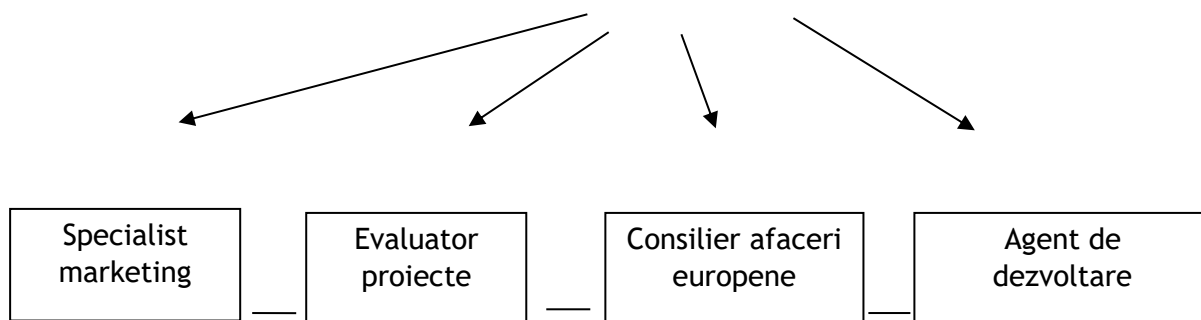 Specialist
marketing
Evaluator
proiecte
Consilier afaceri
europene
Agent de
dezvoltare